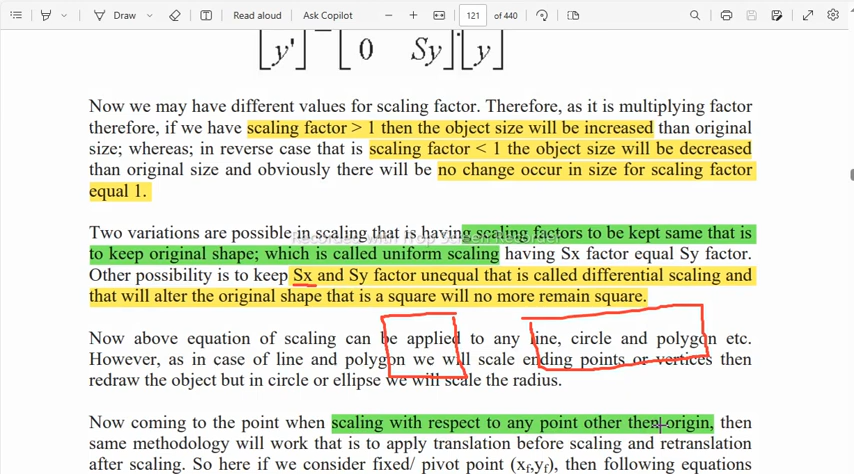 Draw
Read aloud
Ask Copilot
121 of 440
[y'] = [0 Sy].[y]
Now we may have different values for scaling factor. Therefore, as it is multiplying factor
therefore, if we have scaling factor > 1 then the object size will be increased than original
size; whereas; in reverse case that is scaling factor < 1 the object size will be decreased
than original size and obviously there will be no change occur in size for scaling factor
equal 1.
Two variations are possible in scaling that is having scaling factors to be kept same that is
to keep original shape; which is called uniform scaling having Sx factor equal Sy factor.
Other possibility is to keep Sx and Sy factor unequal that is called differential scaling and
that will alter the original shape that is a square will no more remain square.
Now above equation of scaling can be applied to any line, circle and polygon etc.
However, as in case of line and polygon we will scale ending points or vertices then
redraw the object but in circle or ellipse we will scale the radius.
Now coming to the point when scaling with respect to any point other then origin, then
same methodology will work that is to apply translation before scaling and retranslation
after scaling. So here if we consider fixed/ pivot point (xf,yf), then following equations